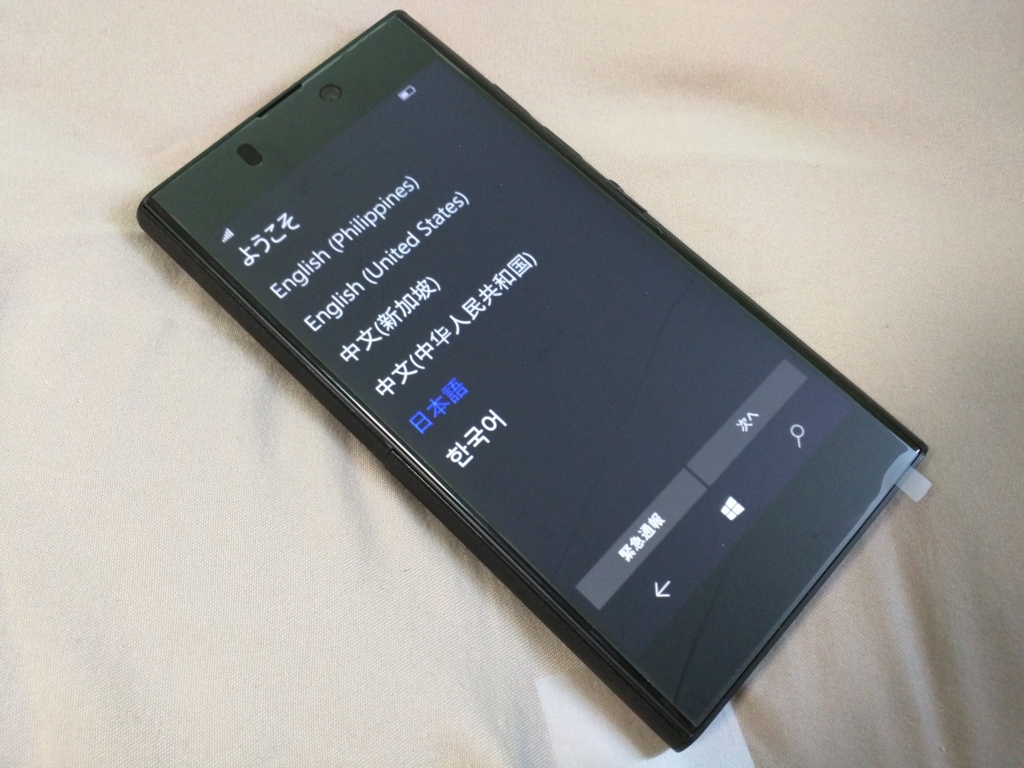 ようこそ
English (Philippines)
English (United States)
中文(新加坡)
中文(中华人民共和国)
日本語
한국어
緊急通報
次へ